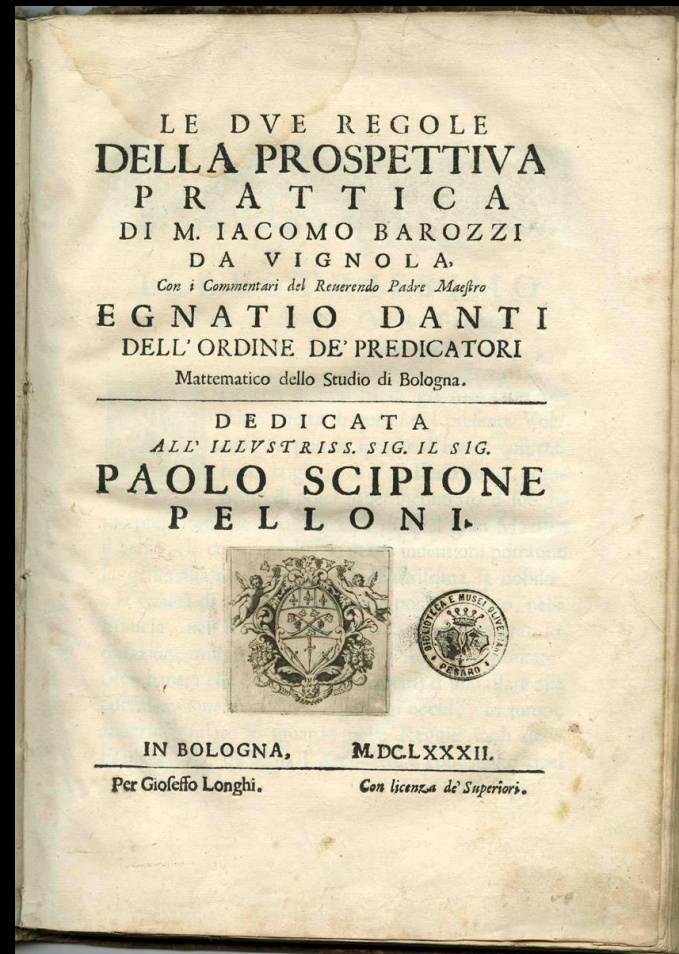 LE DVE REGOLE
DELLA PROSPETTIVA
PRATTICA
DI M. IACOMO BAROZZI
DA VIGNOLA,
Con i Commentari del Reuerendo Padre Maeſtro
EGNATIO DANTI
DELL' ORDINE DE' PREDICATORI
Mattematico dello Studio di Bologna.
DEDICATA
ALL' ILLVSTRISS. SIG. IL SIG.
PAOLO SCIPIONE
PELLONI.
BIBLIOTECA E MUSEI OLIVERIANI
PESARO
IN BOLOGNA, M.DC.LXXXII.
Per Gioſeffo Longhi. Con licenza de' Superiori.